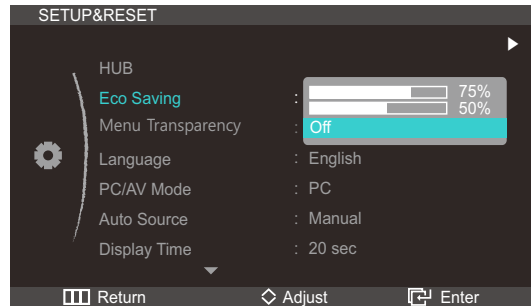 SETUP&RESET
HUB
Eco Saving :
75%
50%
Menu Transparency : Off
Language : English
PC/AV Mode : PC
Auto Source : Manual
Display Time : 20 sec
Return Adjust Enter